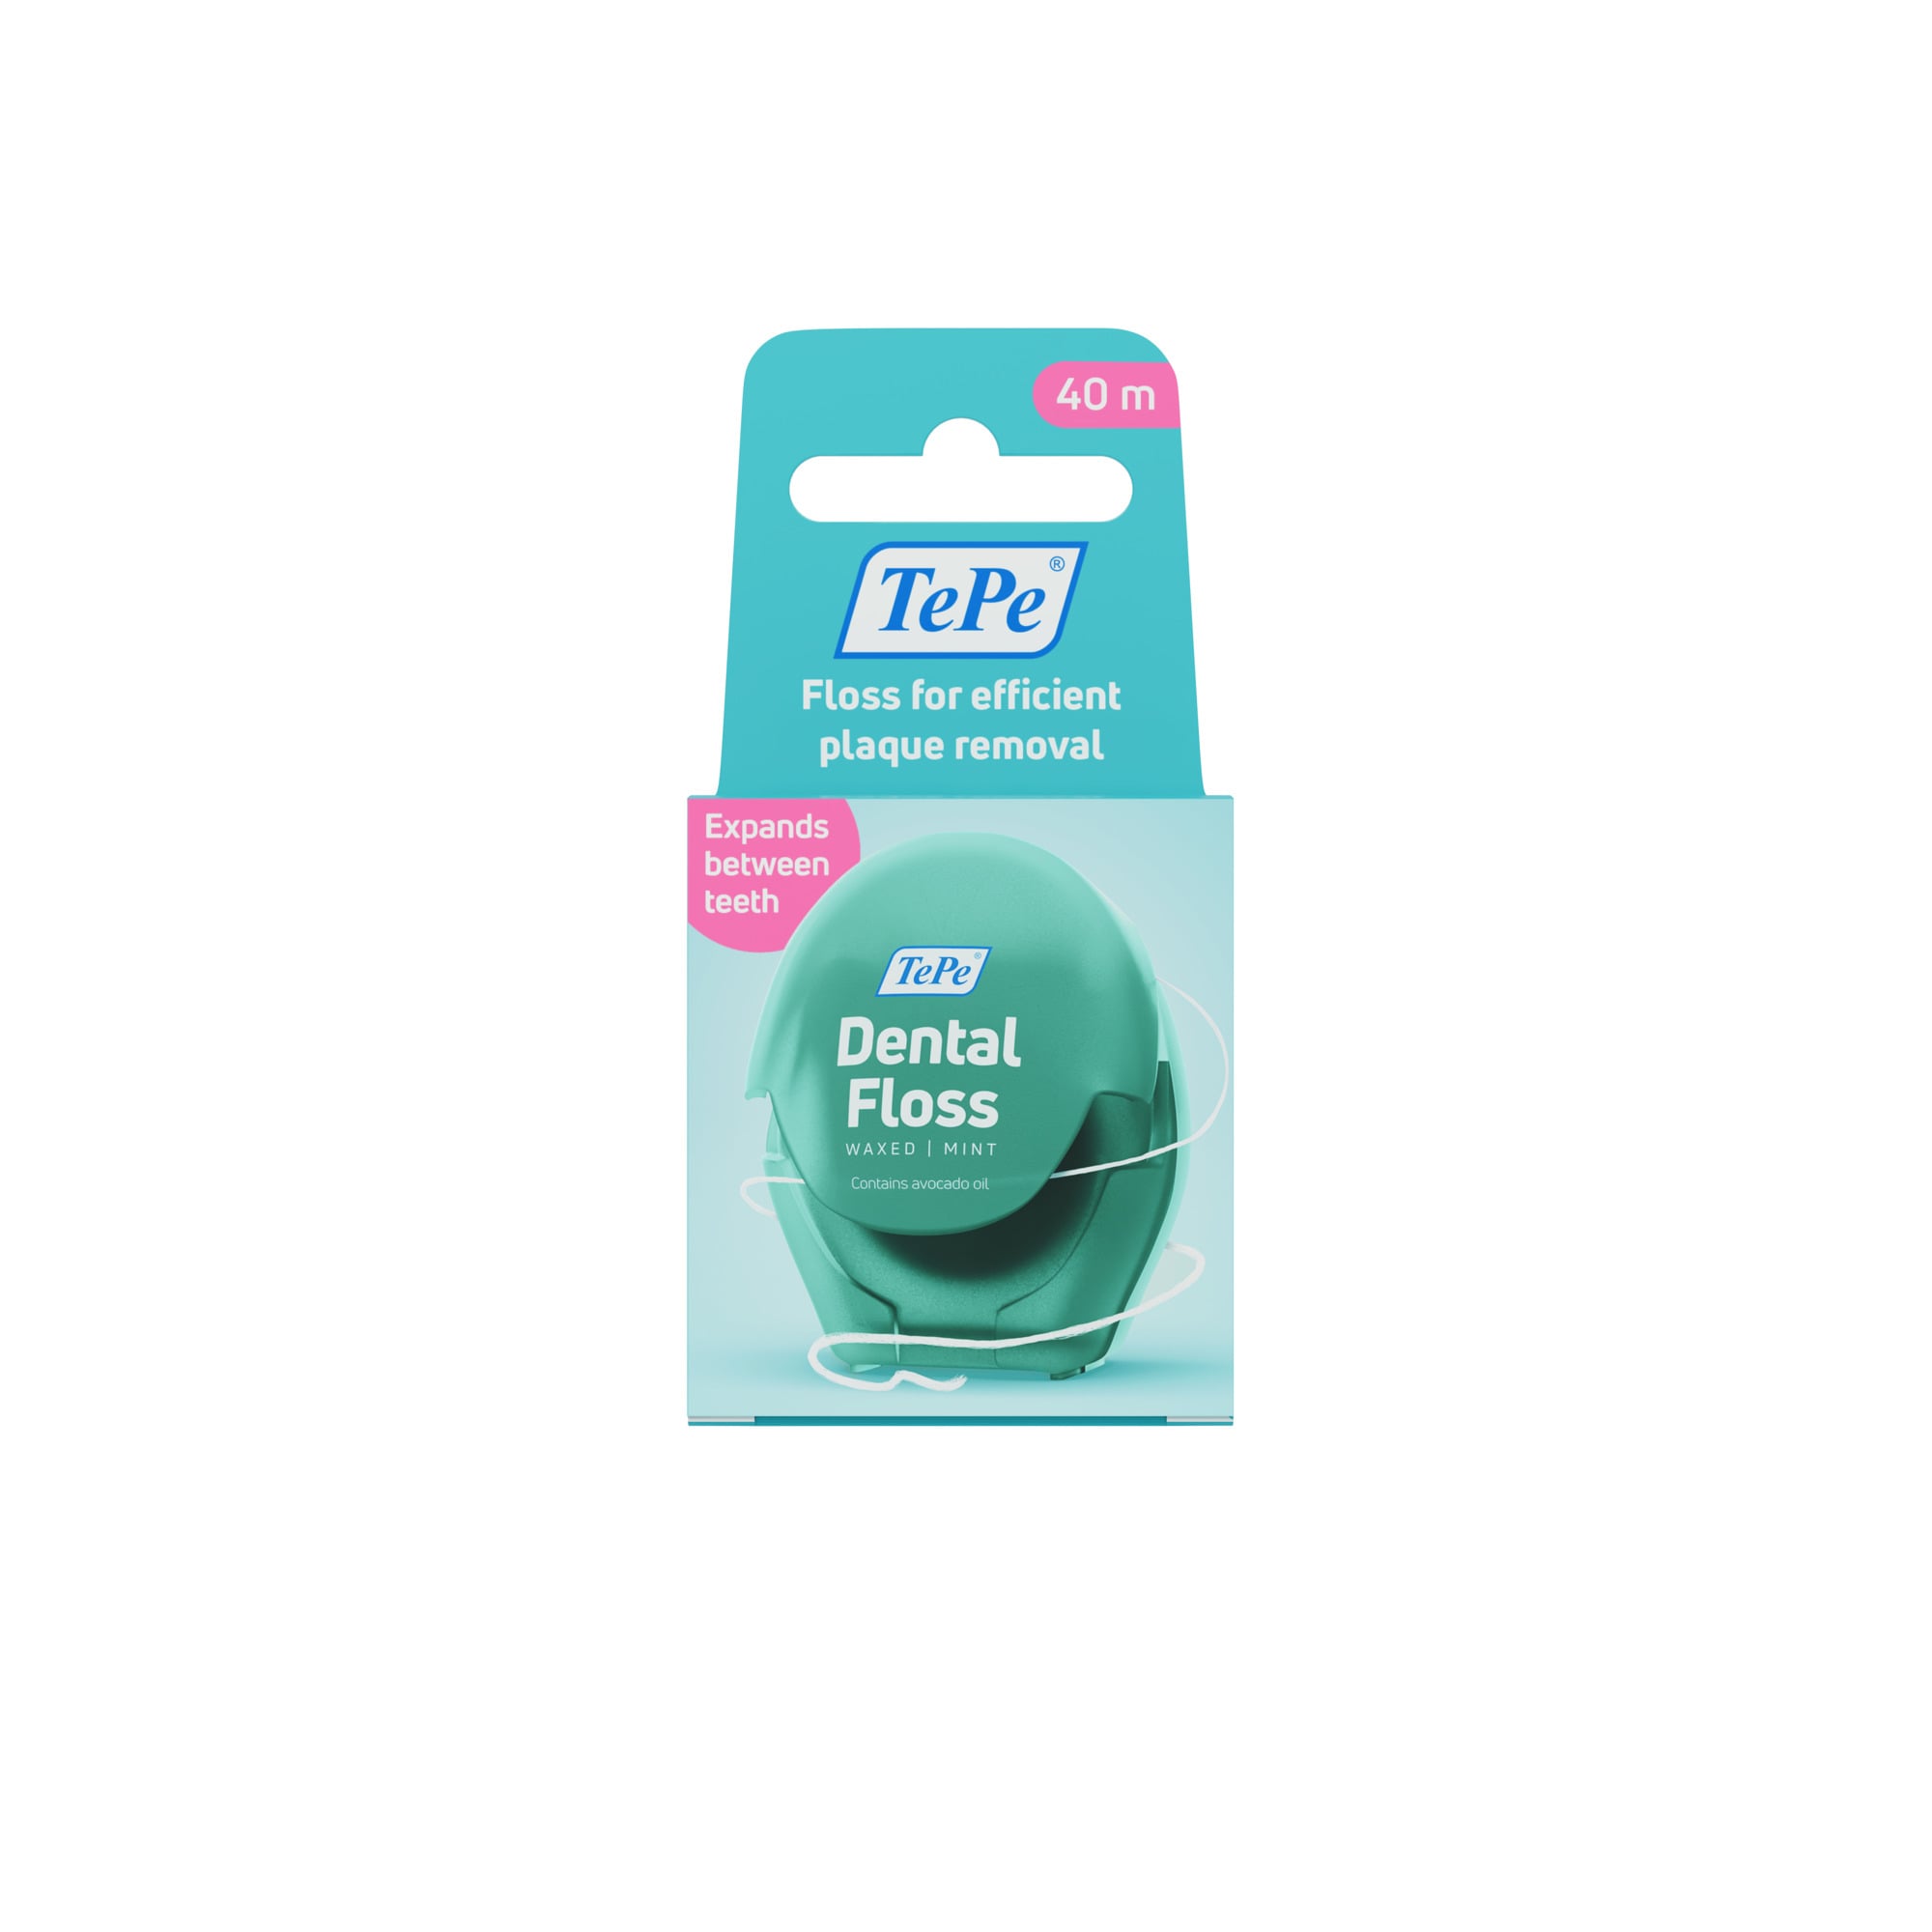 40 m
TePe®
Floss for efficient
plaque removal
Expands
between
teeth
TePe®
Dental
Floss
WAXED | MINT
Contains avocado oil